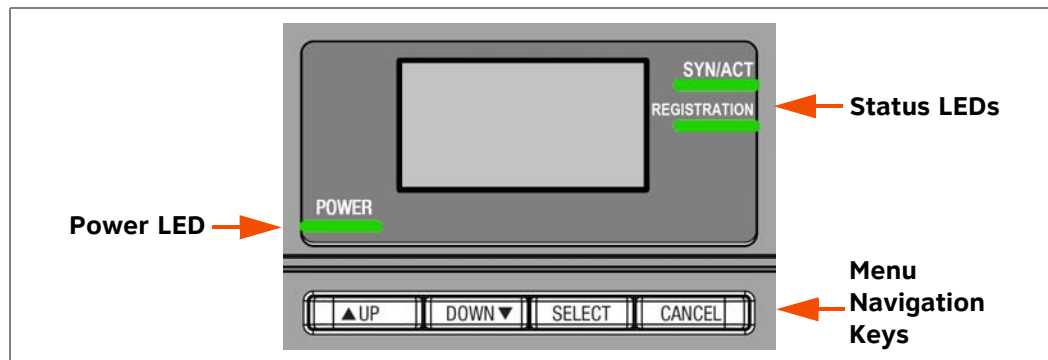 SYN/ACT
REGISTRATION
Status LEDs
POWER
Power LED
Menu
Navigation
Keys
▲UP
DOWN▼
SELECT
CANCEL